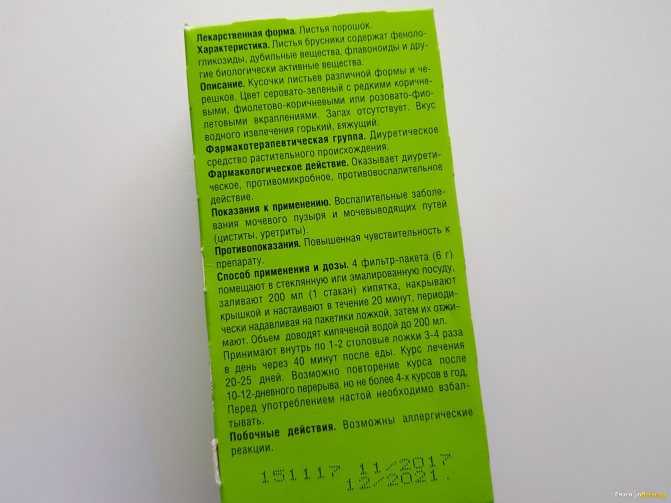 Лекарственная форма. Листья порошок.
Характеристика. Листья брусники содержат феноло-
гликозиды, дубильные вещества, флавоноиды и дру-
гие биологически активные вещества.
Описание. Кусочки листьев различной формы и че-
решков. Цвет серовато-зеленый с редкими коричне-
выми, фиолетово-коричневыми или розовато-фио-
летовыми вкраплениями. Запах отсутствует. Вкус
водного извлечения горький, вяжущий.
Фармакотерапевтическая группа. Диуретическое
средство растительного происхождения.
Фармакологическое действие. Оказывает диурети-
ческое, противомикробное, противовоспалительное
действие.
Показания к применению. Воспалительные заболе-
вания мочевого пузыря и мочевыводящих путей
(циститы, уретриты).
Противопоказания. Повышенная чувствительность к
препарату.
Способ применения и дозы. 4 фильтр-пакета (6 г)
помещают в стеклянную или эмалированную посуду,
заливают 200 мл (1 стакан) кипятка, накрывают
крышкой и настаивают в течение 20 минут, периоди-
чески надавливая на пакетики ложкой, затем их отжи-
мают. Объем доводят кипяченой водой до 200 мл.
Принимают внутрь по 1-2 столовые ложки 3-4 раза
в день через 40 минут после еды. Курс лечения
20-25 дней. Возможно повторение курса после
10-12-дневного перерыва, но не более 4-х курсов в год.
Перед употреблением настой необходимо взбал-
тывать.
Побочные действия. Возможны аллергические
реакции.
151117 11/2017
12/2021.